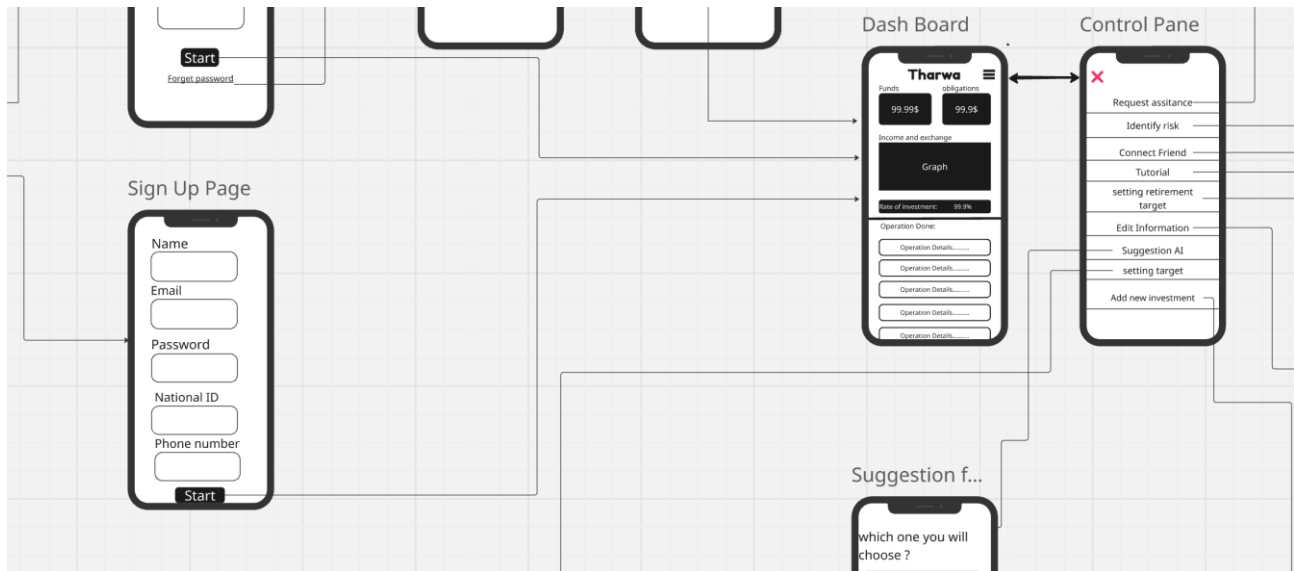 Start
Forget password
Sign Up Page
Name
Email
Password
National ID
Phone number
Start
Dash Board
Tharwa
Funds
obligations
99.99$
99.9$
Income and exchange
Graph
Rate of investment:
99.9%
Operation Done:
Operation Details.........
Operation Details.........
Operation Details.........
Operation Details.........
Operation Details.........
Control Pane
Request assitance
Identify risk
Connect Friend
Tutorial
setting retirement
target
Edit Information
Suggestion AI
setting target
Add new investment
Suggestion f...
which one you will
choose ?